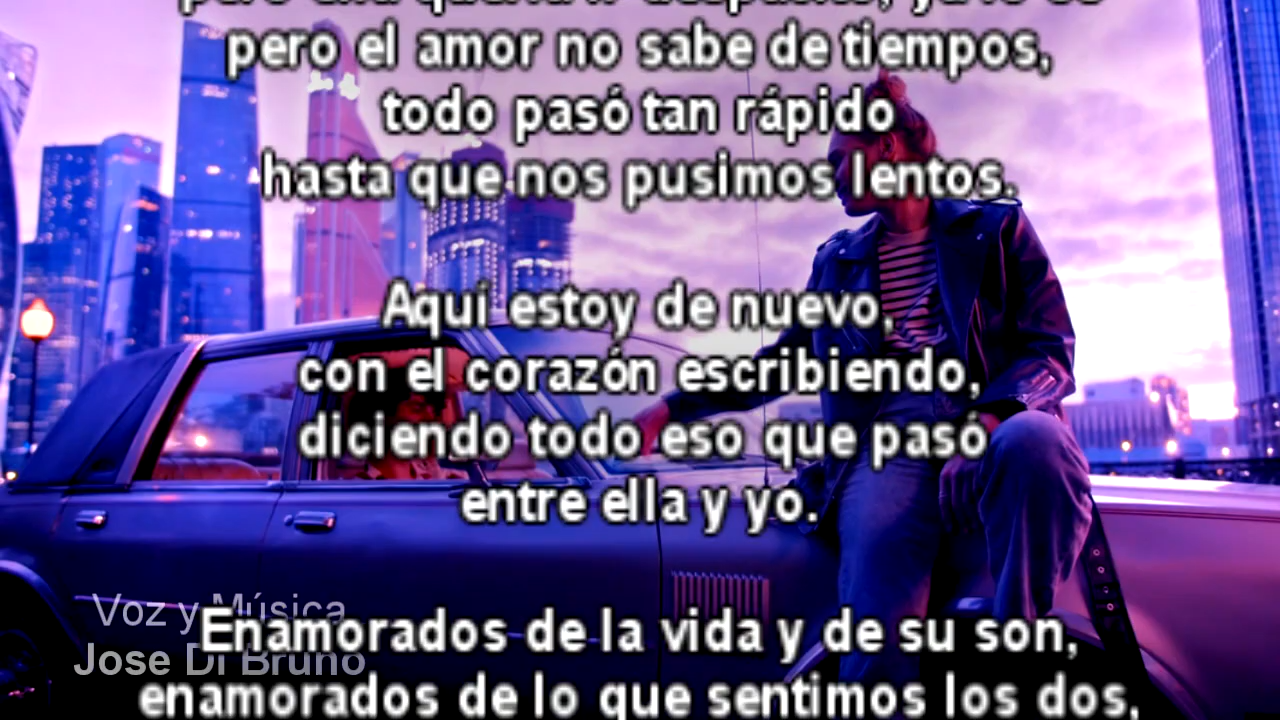 pero el amor no sabe de tiempos,
todo pasó tan rápido
hasta que nos pusimos lentos.
Aquí estoy de nuevo,
con el corazón escribiendo,
diciendo todo eso que pasó
entre ella y yo.
Voz y Música
Jose Di Bruno
Enamorados de la vida y de su son,
enamorados de lo que sentimos los dos,